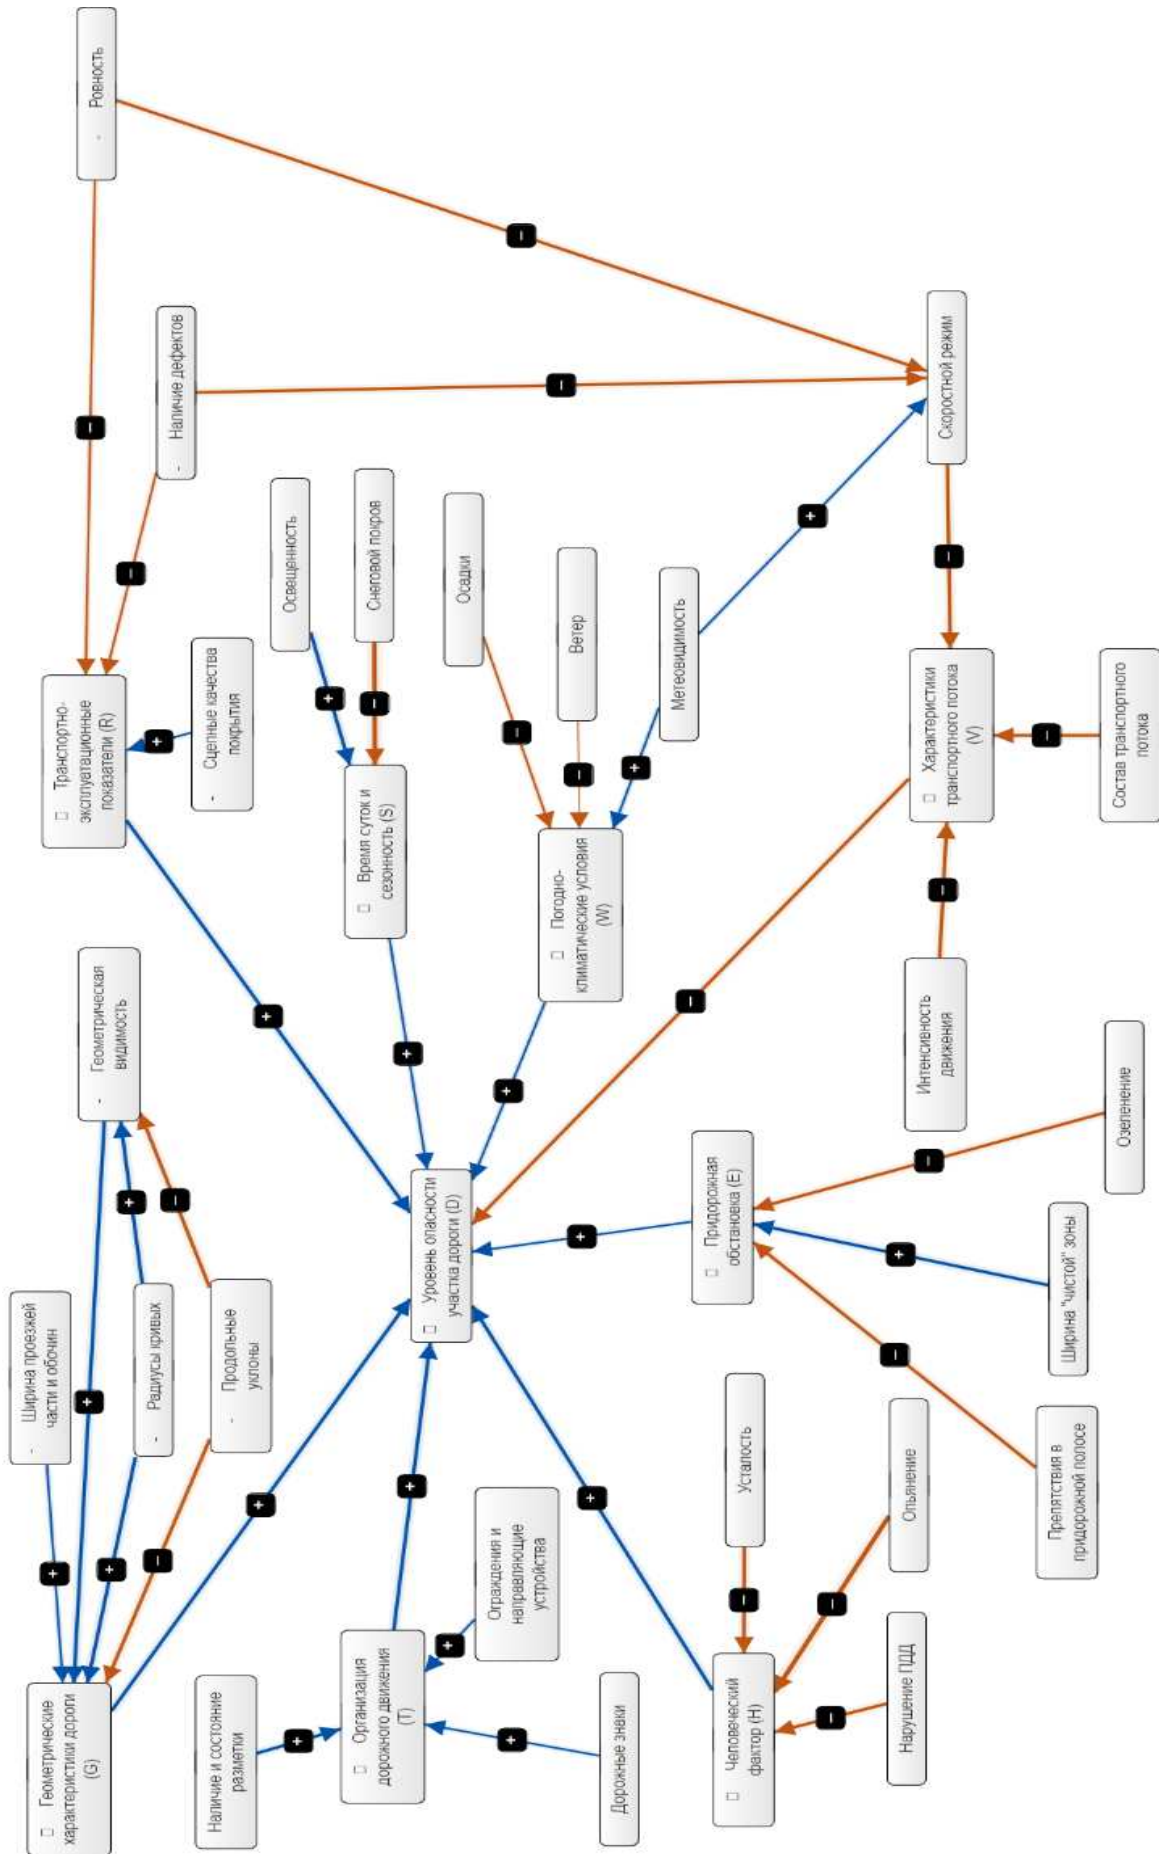 □ Геометрические
характеристики дороги
(G)
- Ширина проезжей
части и обочин
- Геометрическая
видимость
- Радиусы кривых
- Продольные
уклоны
□ Транспортно-
эксплуатационные
показатели (R)
- Ровность
- Наличие дефектов
- Сцепные качества
покрытия
Наличие и состояние
разметки
□ Организация
дорожного движения
(T)
Ограждения и
направляющие
устройства
Дорожные знаки
□ Уровень опасности
участка дороги (D)
□ Время суток и
сезонность (S)
Освещенность
Снеговой покров
□ Погодно-
климатические условия
(W)
Осадки
Ветер
Метеовидимость
□ Человеческий
фактор (H)
Усталость
Опьянение
Нарушение ПДД
□ Придорожная
обстановка (E)
Препятствия в
придорожной полосе
Ширина "чистой" зоны
Озеленение
□ Характеристики
транспортного потока
(V)
Скоростной режим
Интенсивность
движения
Состав транспортного
потока